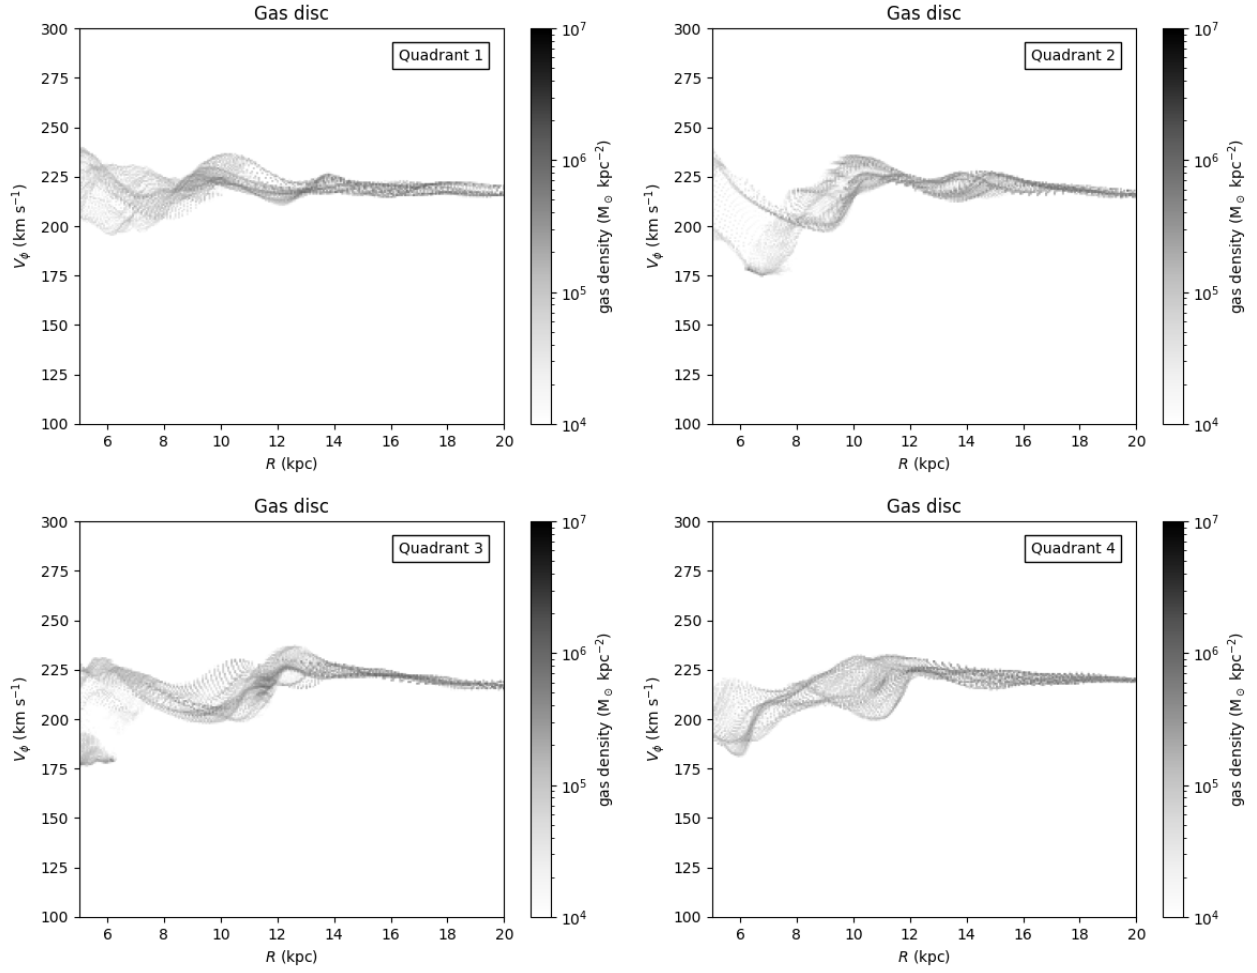 Gas disc
Quadrant 1
300
275
250
225
200
175
150
125
100
6 8 10 12 14 16 18 20
R (kpc)
V_ϕ (km s⁻¹)
10⁷
10⁶
10⁵
10⁴
gas density (M_⊙ kpc⁻²)
Gas disc
Quadrant 2
300
275
250
225
200
175
150
125
100
6 8 10 12 14 16 18 20
R (kpc)
V_ϕ (km s⁻¹)
10⁷
10⁶
10⁵
10⁴
gas density (M_⊙ kpc⁻²)
Gas disc
Quadrant 3
300
275
250
225
200
175
150
125
100
6 8 10 12 14 16 18 20
R (kpc)
V_ϕ (km s⁻¹)
10⁷
10⁶
10⁵
10⁴
gas density (M_⊙ kpc⁻²)
Gas disc
Quadrant 4
300
275
250
225
200
175
150
125
100
6 8 10 12 14 16 18 20
R (kpc)
V_ϕ (km s⁻¹)
10⁷
10⁶
10⁵
10⁴
gas density (M_⊙ kpc⁻²)